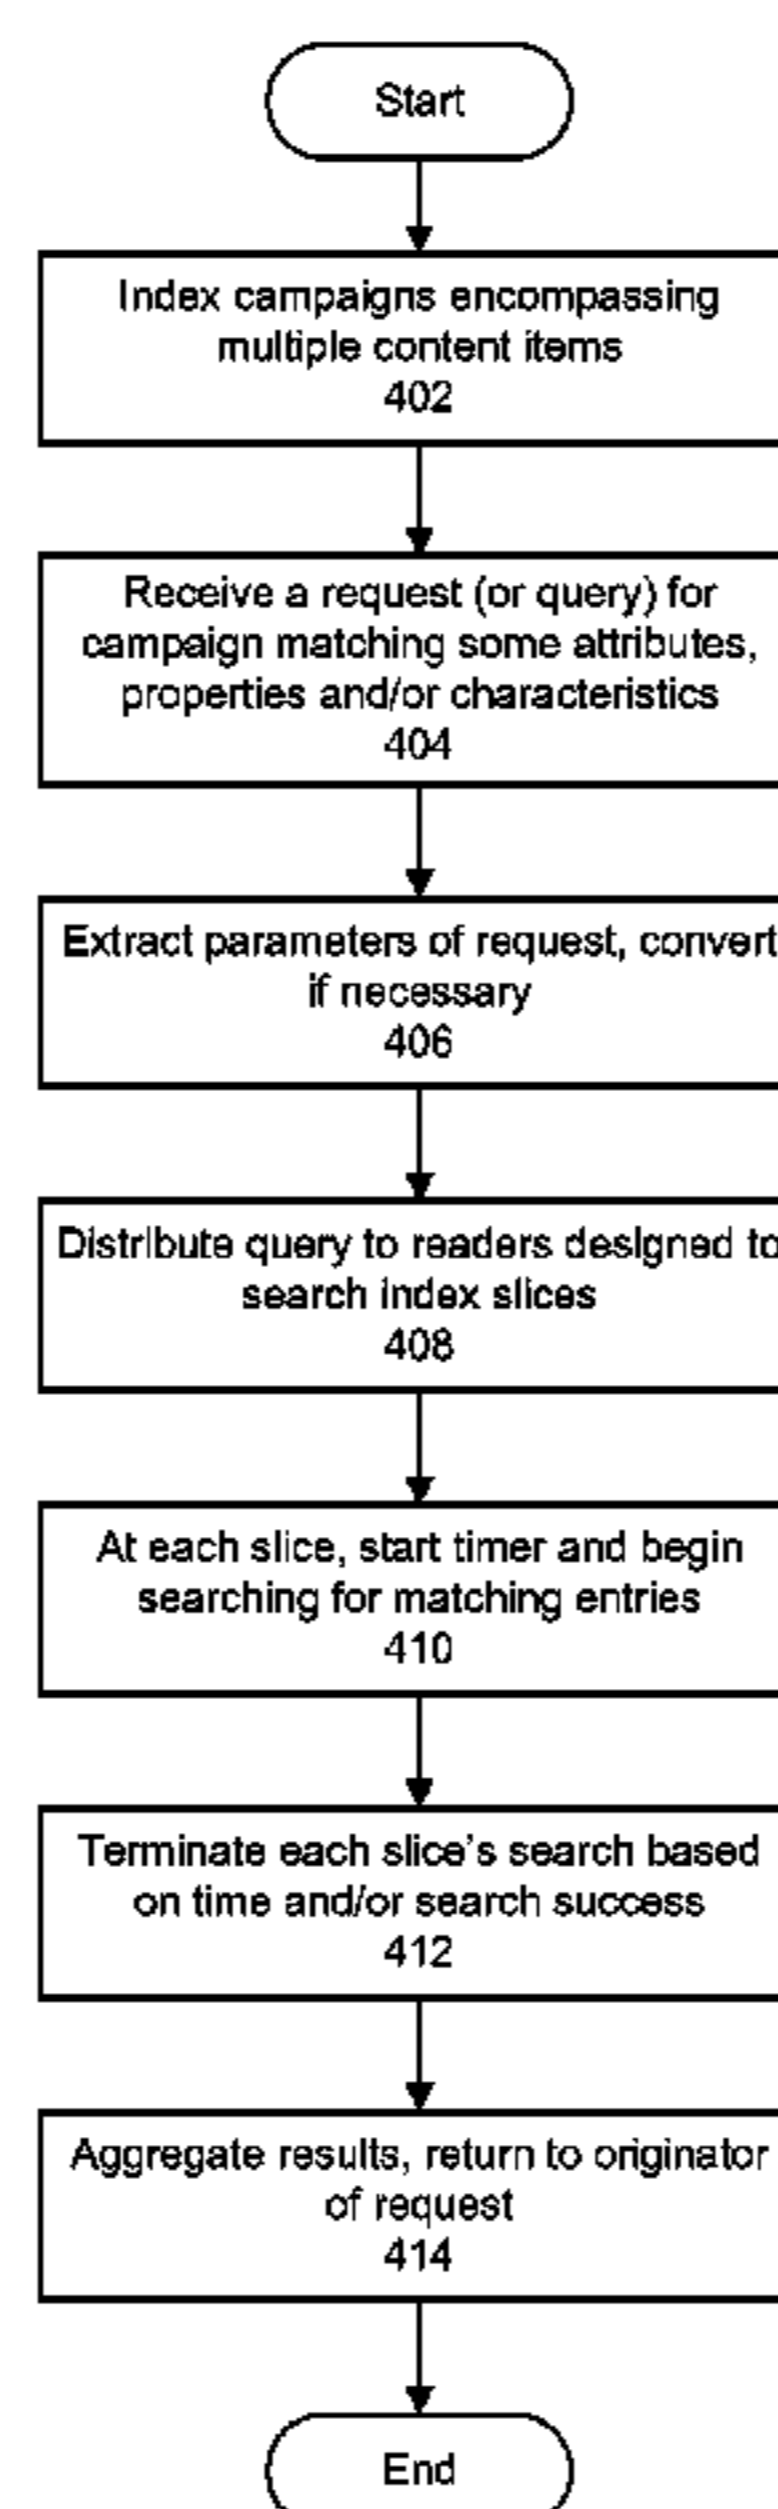 Start
Index campaigns encompassing
multiple content items
402
Receive a request (or query) for
campaign matching some attributes,
properties and/or characteristics
404
Extract parameters of request, convert
if necessary
406
Distribute query to readers designed to
search index slices
408
At each slice, start timer and begin
searching for matching entries
410
Terminate each slice's search based
on time and/or search success
412
Aggregate results, return to originator
of request
414
End